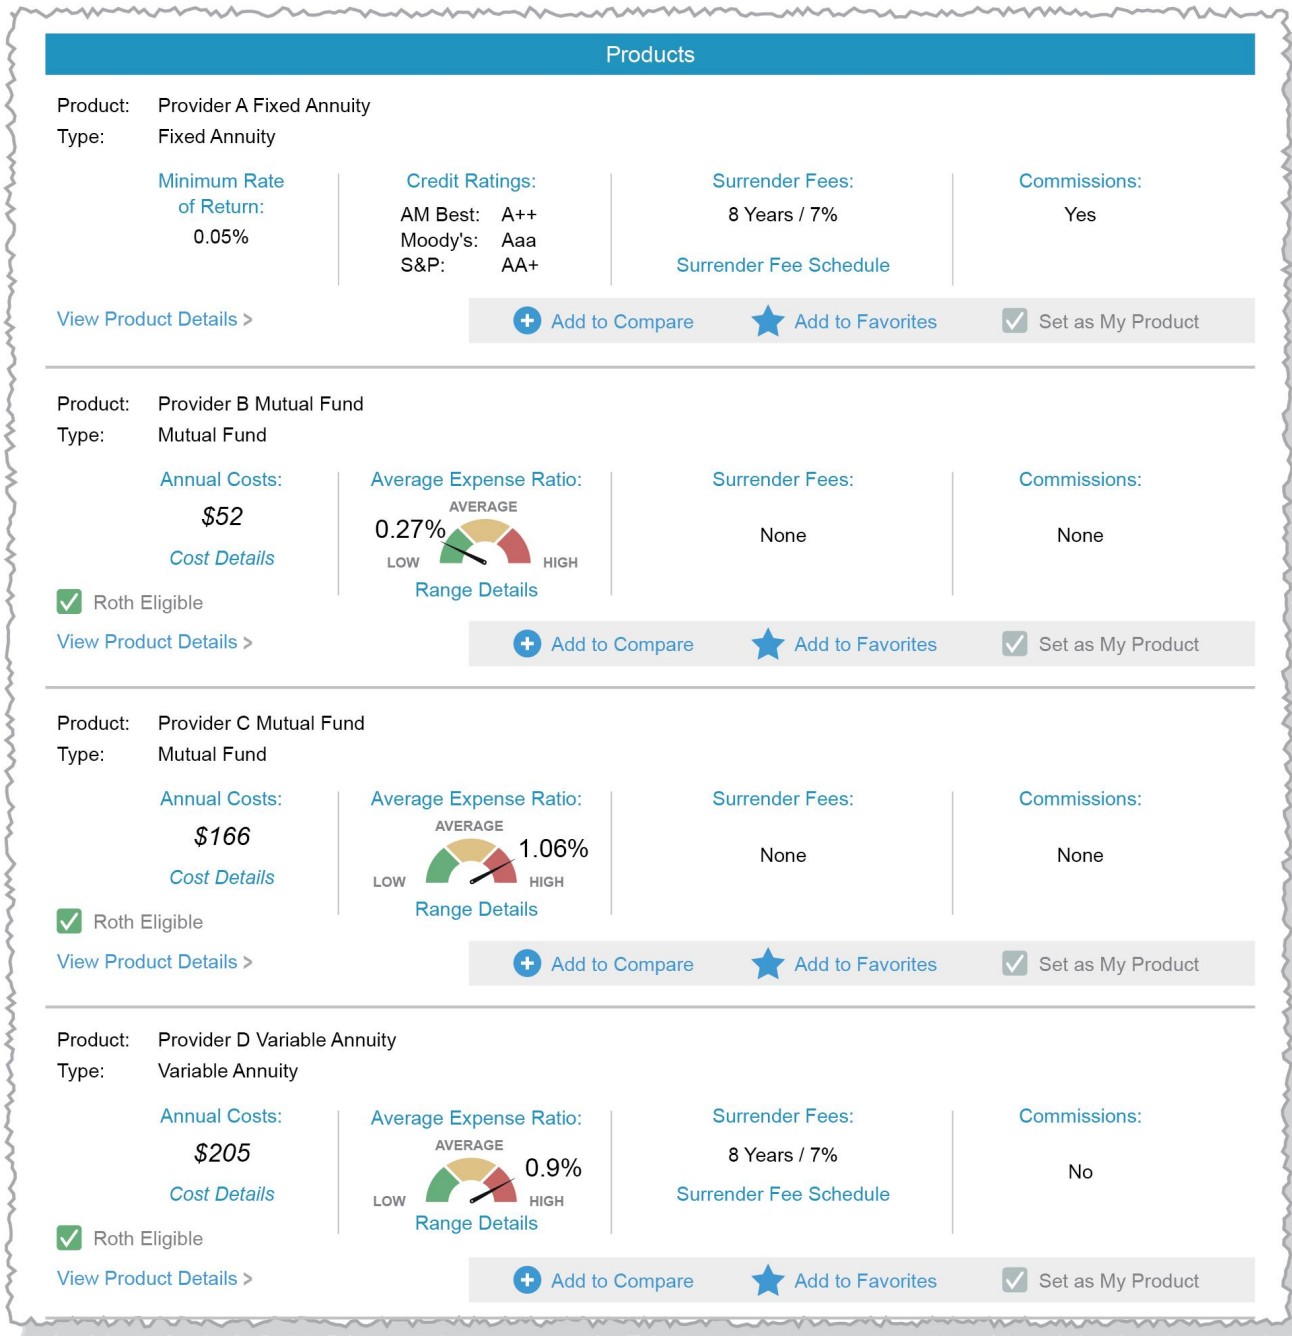 Products
Product: Provider A Fixed Annuity
Type: Fixed Annuity
Minimum Rate
of Return:
0.05%
Credit Ratings:
AM Best: A++
Moody's: Aaa
S&P: AA+
Surrender Fees:
8 Years / 7%
Surrender Fee Schedule
Commissions:
Yes
View Product Details >
Add to Compare
Add to Favorites
Set as My Product
Product: Provider B Mutual Fund
Type: Mutual Fund
Annual Costs:
$52
Cost Details
Average Expense Ratio:
AVERAGE
0.27%
LOW HIGH
Range Details
Surrender Fees:
None
Commissions:
None
Roth Eligible
View Product Details >
Add to Compare
Add to Favorites
Set as My Product
Product: Provider C Mutual Fund
Type: Mutual Fund
Annual Costs:
$166
Cost Details
Average Expense Ratio:
AVERAGE
1.06%
LOW HIGH
Range Details
Surrender Fees:
None
Commissions:
None
Roth Eligible
View Product Details >
Add to Compare
Add to Favorites
Set as My Product
Product: Provider D Variable Annuity
Type: Variable Annuity
Annual Costs:
$205
Cost Details
Average Expense Ratio:
AVERAGE
0.9%
LOW HIGH
Range Details
Surrender Fees:
8 Years / 7%
Surrender Fee Schedule
Commissions:
No
Roth Eligible
View Product Details >
Add to Compare
Add to Favorites
Set as My Product